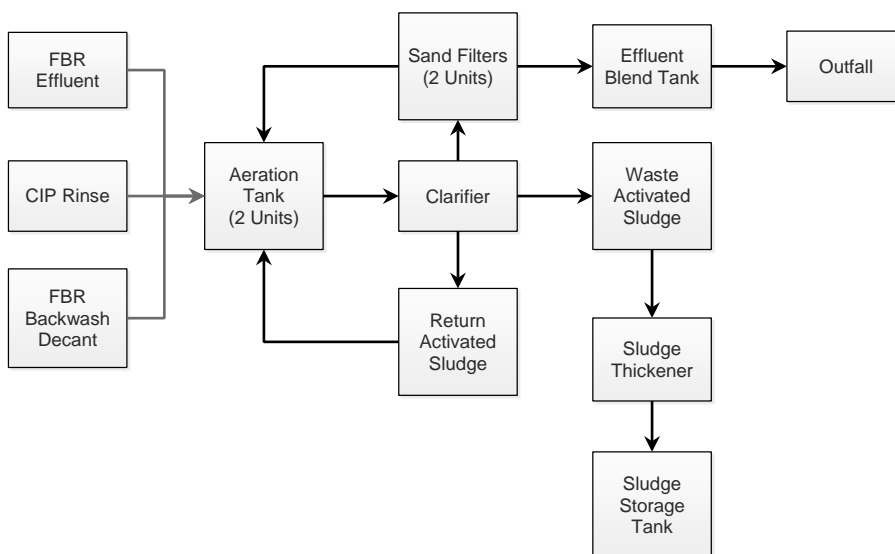 FBR
Effluent
CIP Rinse
FBR
Backwash
Decant
Aeration
Tank
(2 Units)
Sand Filters
(2 Units)
Clarifier
Return
Activated
Sludge
Effluent
Blend Tank
Outfall
Waste
Activated
Sludge
Sludge
Thickener
Sludge
Storage
Tank